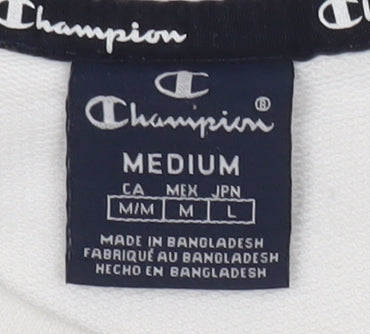 Champion
Champion®
MEDIUM
CA MEX JPN
M/M M L
MADE IN BANGLADESH
FABRIQUÉ AU BANGLADESH
HECHO EN BANGLADESH